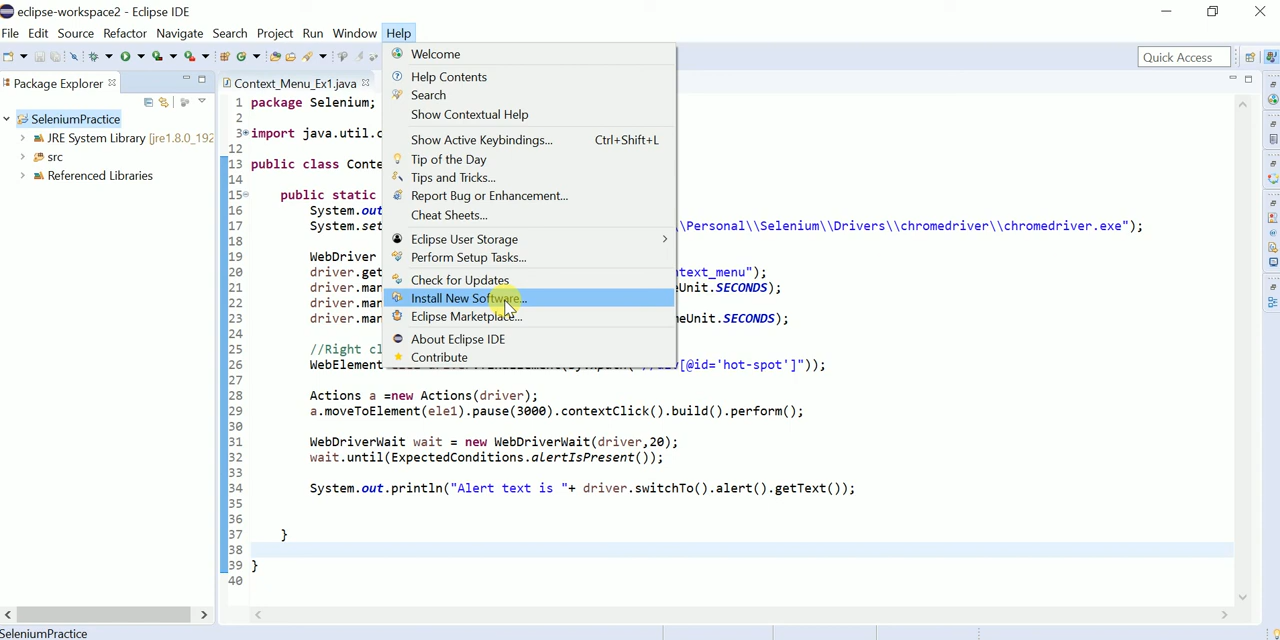 eclipse-workspace2 - Eclipse IDE
File Edit Source Refactor Navigate Search Project Run Window Help
Quick Access
Package Explorer
Context_Menu_Ex1.java
SeleniumPractice
JRE System Library [jre1.8.0_192
src
Referenced Libraries
Welcome
Help Contents
Search
Show Contextual Help
Show Active Keybindings... Ctrl+Shift+L
Tip of the Day
Tips and Tricks...
Report Bug or Enhancement...
Cheat Sheets...
Eclipse User Storage
Perform Setup Tasks...
Check for Updates
Install New Software...
Eclipse Marketplace...
About Eclipse IDE
Contribute
1 package Selenium;
2
3 import java.util.c
12
13 public class Conte
14
15 public static
16 System.out
17 System.set \\Personal\\Selenium\\Drivers\\chromedriver\\chromedriver.exe");
18
19 WebDriver
20 driver.get ntext_menu");
21 driver.man eUnit.SECONDS);
22 driver.man
23 driver.man meUnit.SECONDS);
24
25 //Right cl
26 WebElement [@id='hot-spot']"));
27
28 Actions a =new Actions(driver);
29 a.moveToElement(ele1).pause(3000).contextClick().build().perform();
30
31 WebDriverWait wait = new WebDriverWait(driver,20);
32 wait.until(ExpectedConditions.alertIsPresent());
33
34 System.out.println("Alert text is "+ driver.switchTo().alert().getText());
35
36
37 }
38
39 }
40
SeleniumPractice